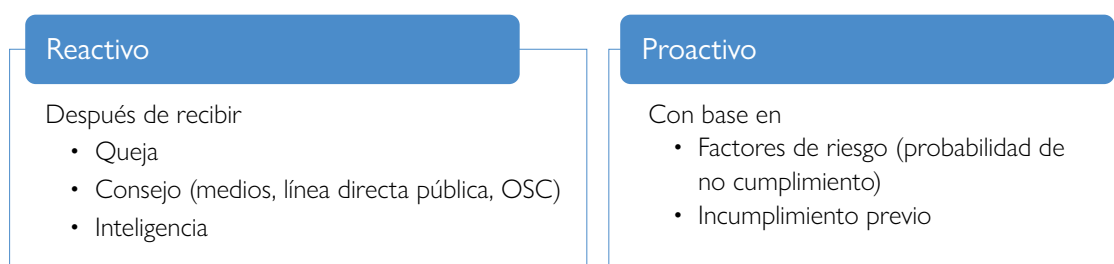 Reactivo
Después de recibir
• Queja
• Consejo (medios, línea directa pública, OSC)
• Inteligencia
Proactivo
Con base en
• Factores de riesgo (probabilidad de
no cumplimiento)
• Incumplimiento previo